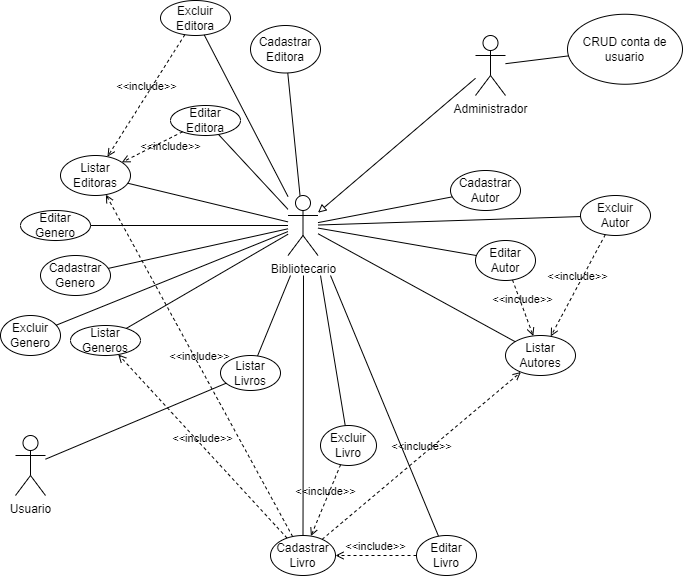 Excluir
Editora
Cadastrar
Editora
CRUD conta de
usuario
<<include>>
Administrador
Editar
Editora
<<include>>
Listar
Editoras
Cadastrar
Autor
Editar
Genero
Excluir
Autor
Bibliotecario
Editar
Autor
Cadastrar
Genero
<<include>>
<<include>>
Excluir
Genero
Listar
Generos
Listar
Autores
<<include>>
Listar
Livros
<<include>>
Excluir
Livro
<<include>>
Usuario
<<include>>
Cadastrar
Livro
<<include>>
Editar
Livro